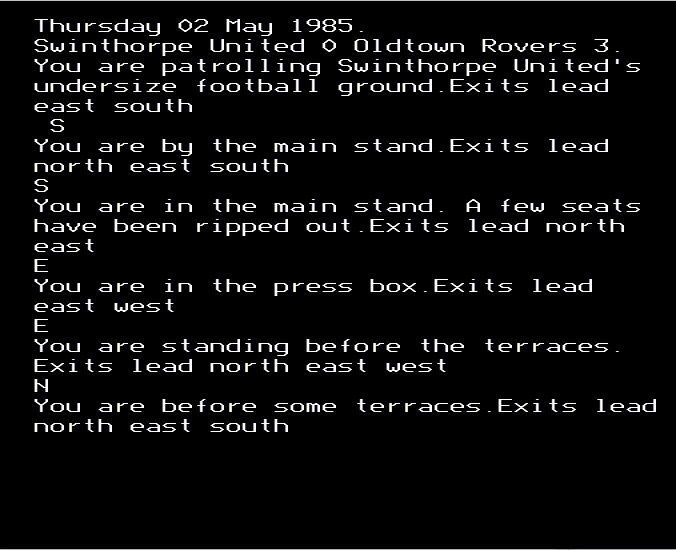 Thursday 02 May 1985.
Swinthorpe United 0 Oldtown Rovers 3.
You are patrolling Swinthorpe United's
undersize football ground.Exits lead
east south
S
You are by the main stand.Exits lead
north east south
S
You are in the main stand. A few seats
have been ripped out.Exits lead north
east
E
You are in the press box.Exits lead
east west
E
You are standing before the terraces.
Exits lead north east west
N
You are before some terraces.Exits lead
north east south